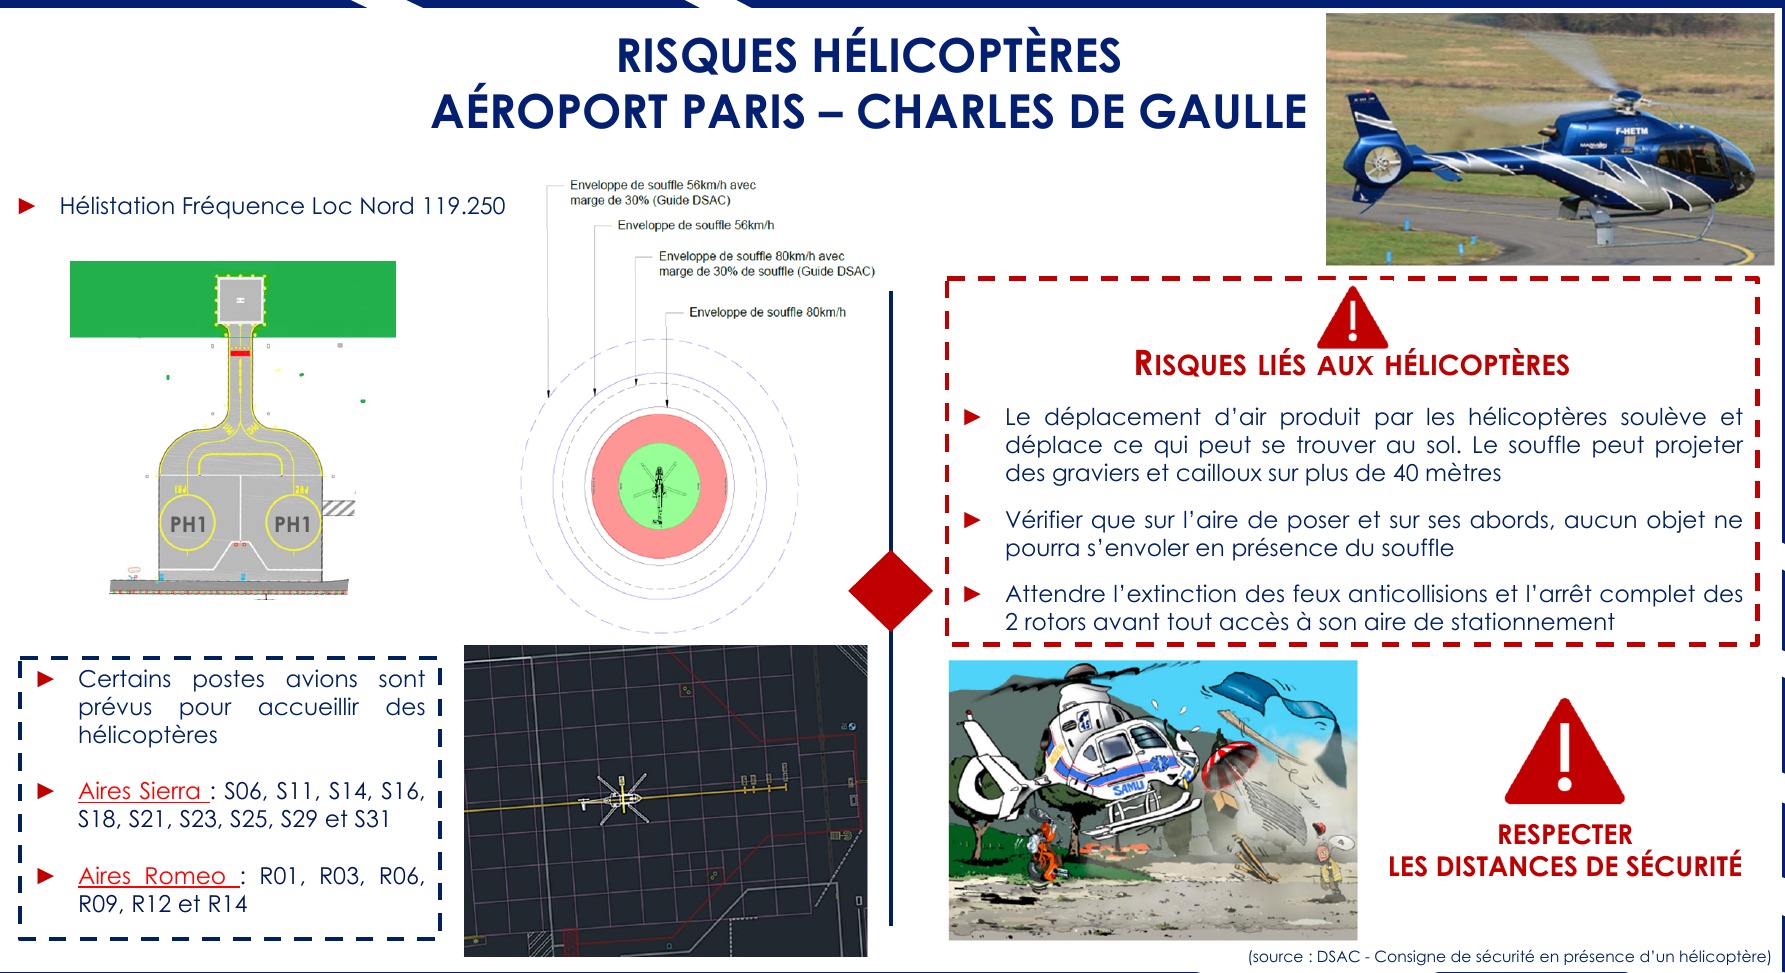 RISQUES HÉLICOPTÈRES
AÉROPORT PARIS – CHARLES DE GAULLE
F-HETM
► Hélistation Fréquence Loc Nord 119.250
H
PH1
PH1
Enveloppe de souffle 56km/h avec
marge de 30% (Guide DSAC)
Enveloppe de souffle 56km/h
Enveloppe de souffle 80km/h avec
marge de 30% de souffle (Guide DSAC)
Enveloppe de souffle 80km/h
► Certains postes avions sont
prévus pour accueillir des
hélicoptères
► Aires Sierra : S06, S11, S14, S16,
S18, S21, S23, S25, S29 et S31
► Aires Romeo : R01, R03, R06,
R09, R12 et R14
RISQUES LIÉS AUX HÉLICOPTÈRES
► Le déplacement d’air produit par les hélicoptères soulève et
déplace ce qui peut se trouver au sol. Le souffle peut projeter
des graviers et cailloux sur plus de 40 mètres
► Vérifier que sur l’aire de poser et sur ses abords, aucun objet ne
pourra s’envoler en présence du souffle
► Attendre l’extinction des feux anticollisions et l’arrêt complet des
2 rotors avant tout accès à son aire de stationnement
SAMU
RESPECTER
LES DISTANCES DE SÉCURITÉ
(source : DSAC - Consigne de sécurité en présence d’un hélicoptère)